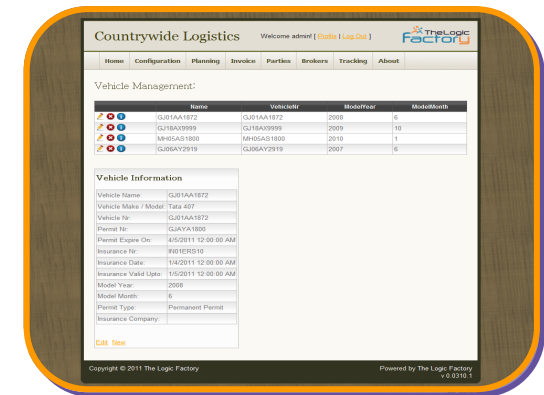 Countrywide Logistics
Welcome admin! [ Profile | Log Out ]
TheLogic
Factory
Home Configuration Planning Invoice Parties Brokers Tracking About
Vehicle Management:
Name VehicleNr ModelYear ModelMonth
GJ01AA1872 GJ01AA1872 2008 6
GJ18AX9999 GJ18AX9999 2009 10
MH05AS1800 MH05AS1800 2010 1
GJ06AY2919 GJ06AY2919 2007 6
Vehicle Information
Vehicle Name: GJ01AA1872
Vehicle Make / Model: Tata 407
Vehicle Nr: GJ01AA1872
Permit Nr: GJAYA1800
Permit Expire On: 4/5/2011 12:00:00 AM
Insurance Nr: IN01ERS10
Insurance Date: 1/4/2011 12:00:00 AM
Insurance Valid Upto: 1/5/2011 12:00:00 AM
Model Year: 2008
Model Month: 6
Permit Type: Permanent Permit
Insurance Company:
Edit New
Copyright © 2011 The Logic Factory
Powered by The Logic Factory
v 0.0310.1